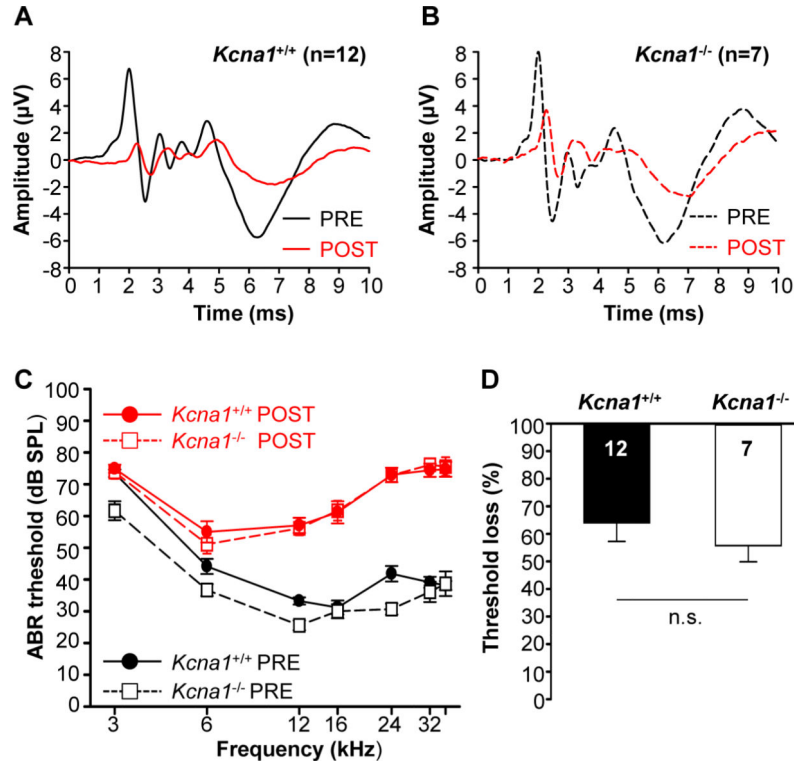 A
Kcna1+/+ (n=12)
Amplitude (μV)
8
6
4
2
0
-2
-4
-6
-8
PRE
POST
0 1 2 3 4 5 6 7 8 9 10
Time (ms)
B
Kcna1-/- (n=7)
Amplitude (μV)
8
6
4
2
0
-2
-4
-6
-8
PRE
POST
0 1 2 3 4 5 6 7 8 9 10
Time (ms)
C
ABR trheshold (dB SPL)
100
90
80
70
60
50
40
30
20
10
0
Kcna1+/+ POST
Kcna1-/- POST
Kcna1+/+ PRE
Kcna1-/- PRE
3 6 12 16 24 32
Frequency (kHz)
D
Kcna1+/+ Kcna1-/-
Threshold loss (%)
100
90
80
70
60
50
40
30
20
10
0
12 7
n.s.